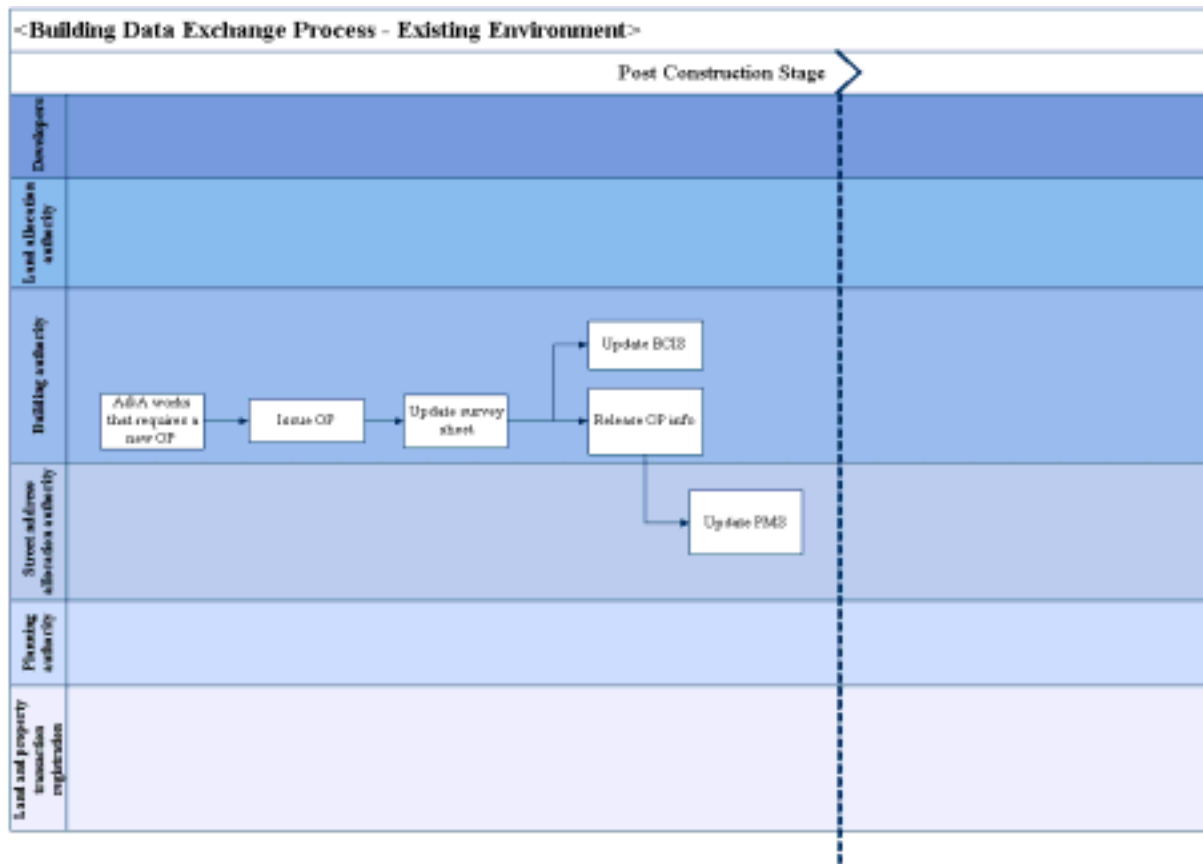 <Building Data Exchange Process - Existing Environment>
Post Construction Stage
Developers
Land allocation
authority
Building authority
A&A works
that requires a
new OP
Issue OP
Update survey
sheet
Update BCIS
Release OP info
Street address
allocation authority
Update PMS
Planning
authority
Land and property
transaction
registration